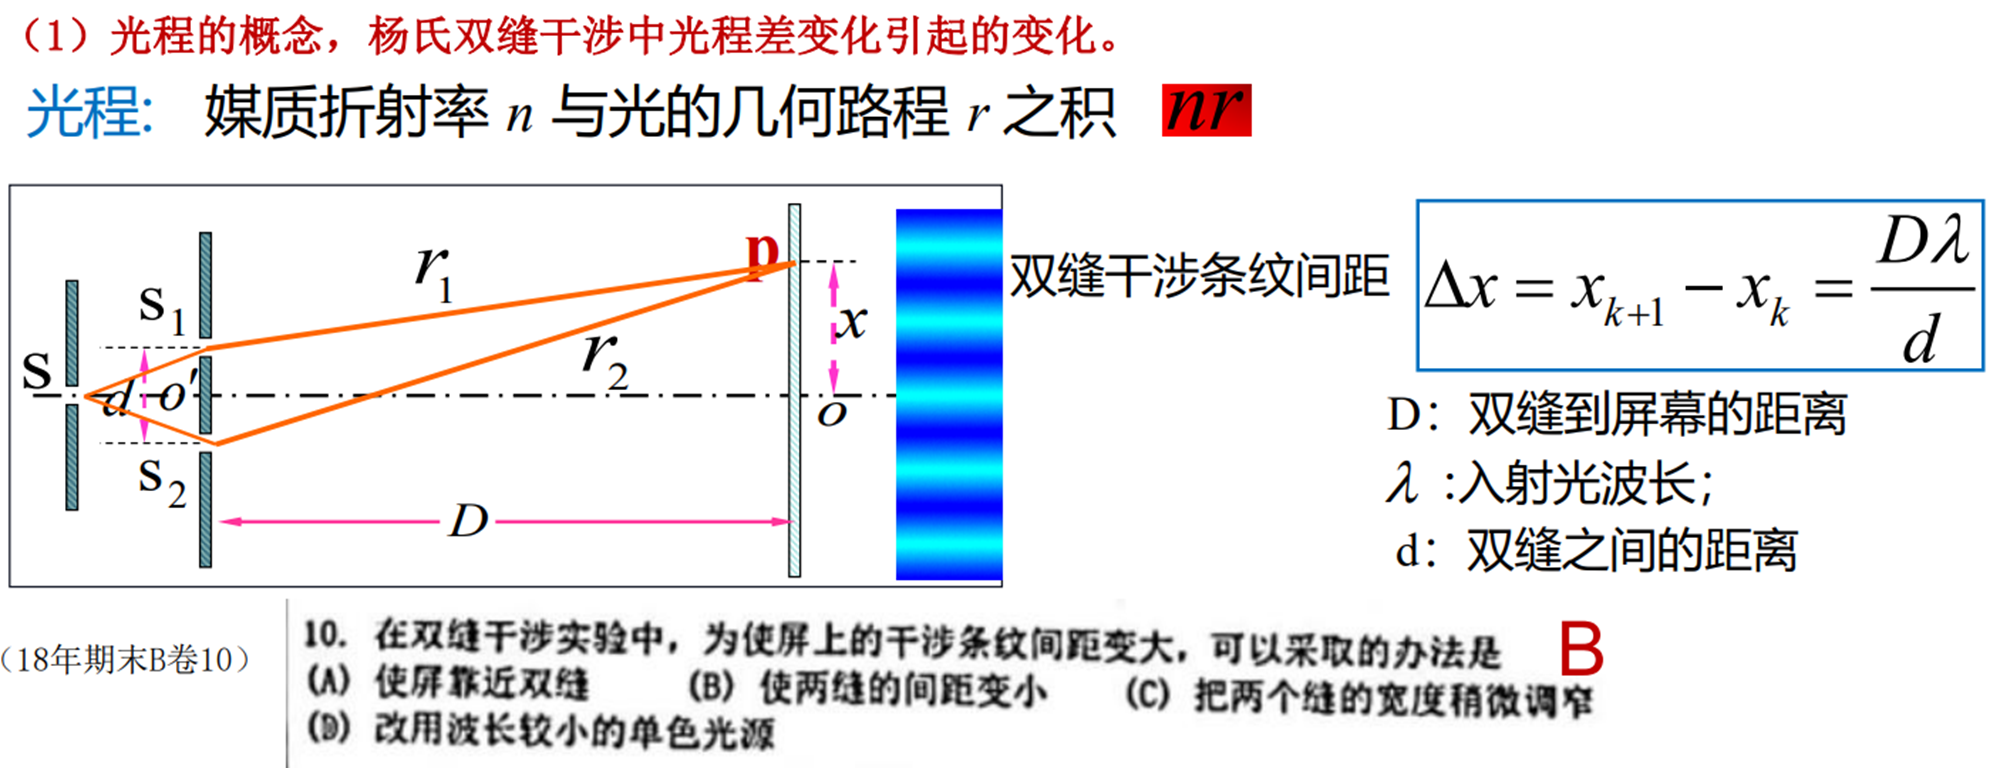 （1）光程的概念，杨氏双缝干涉中光程差变化引起的变化。
光程: 媒质折射率 n 与光的几何路程 r 之积 nr
p
r₁
s₁
x
r₂
s
d
o′
o
s₂
D
双缝干涉条纹间距 Δx = x_{k+1} − x_k = Dλ/d
D：双缝到屏幕的距离
λ :入射光波长；
d：双缝之间的距离
（18年期末B卷10）
10. 在双缝干涉实验中，为使屏上的干涉条纹间距变大，可以采取的办法是 B
(A) 使屏靠近双缝 (B) 使两缝的间距变小 (C) 把两个缝的宽度稍微调窄
(D) 改用波长较小的单色光源